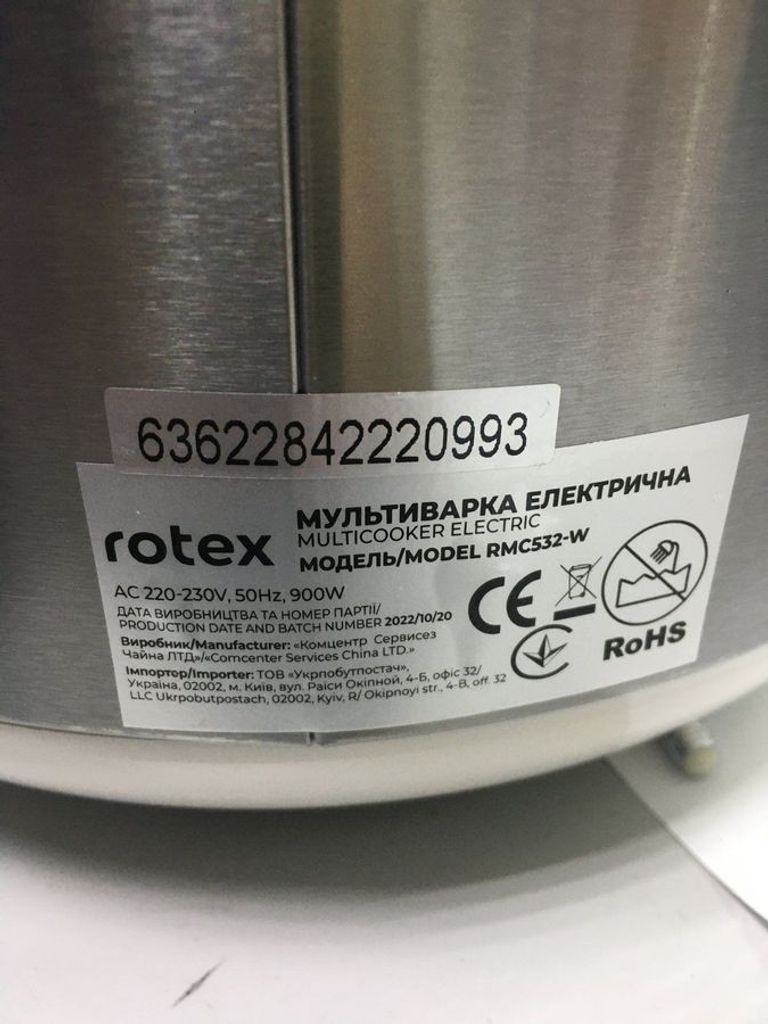 63622842220993
rotex
МУЛЬТИВАРКА ЕЛЕКТРИЧНА
MULTICOOKER ELECTRIC
МОДЕЛЬ/MODEL RMC532-W
AC 220-230V, 50Hz, 900W
ДАТА ВИРОБНИЦТВА ТА НОМЕР ПАРТІЇ/
PRODUCTION DATE AND BATCH NUMBER 2022/10/20
Виробник/Manufacturer: «Комцентр Сервисез
Чайна ЛТД»/«Comcenter Services China LTD.»
Імпортер/Importer: ТОВ «Укрпобутпостач»,
Україна, 02002, м. Київ, вул. Раїси Окіпной, 4-Б, офіс 32/
LLC Ukrpobutpostach, 02002, Kyiv, R/ Okipnoyi str., 4-B, off. 32
CE
RoHS